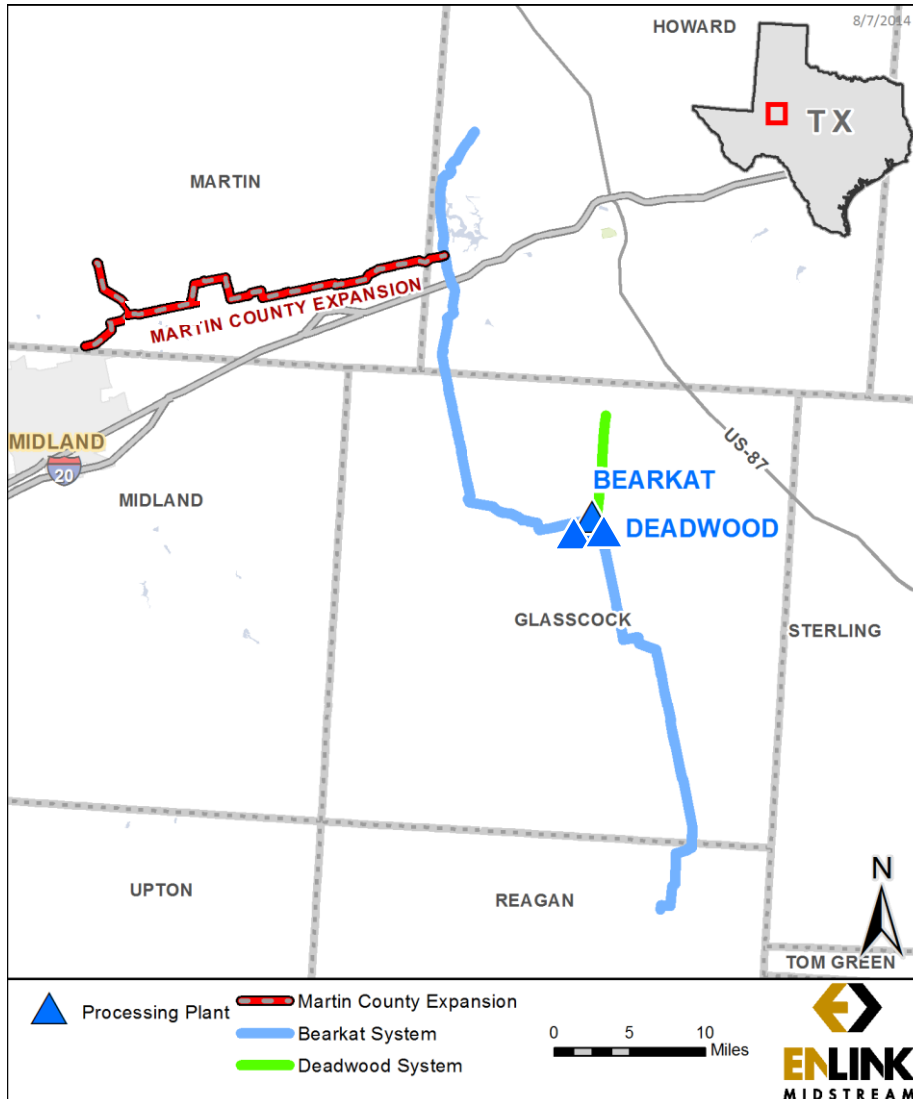 8/7/2014
HOWARD
TX
MARTIN
MARTIN COUNTY EXPANSION
MIDLAND
20
MIDLAND
US-87
BEARKAT
DEADWOOD
GLASSCOCK
STERLING
UPTON
REAGAN
N
TOM GREEN
Processing Plant
Martin County Expansion
Bearkat System
Deadwood System
0 5 10
Miles
ENLINK
MIDSTREAM